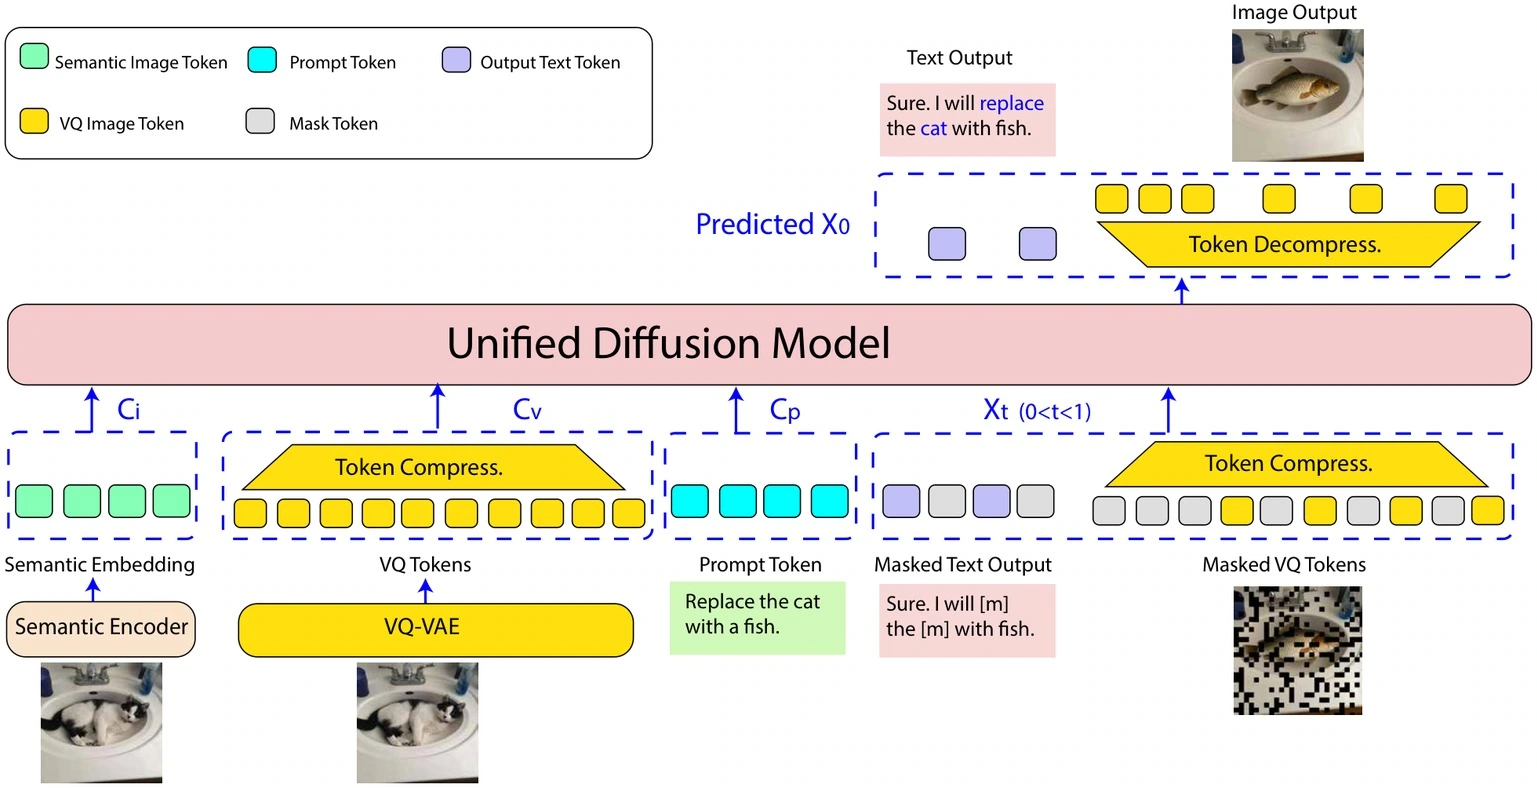 Semantic Image Token
Prompt Token
Output Text Token
VQ Image Token
Mask Token
Text Output
Sure. I will replace
the cat with fish.
Image Output
Predicted X0
Token Decompress.
Unified Diffusion Model
Ci
Cv
Cp
Xt (0<t<1)
Token Compress.
Token Compress.
Semantic Embedding
VQ Tokens
Prompt Token
Masked Text Output
Masked VQ Tokens
Semantic Encoder
VQ-VAE
Replace the cat
with a fish.
Sure. I will [m]
the [m] with fish.